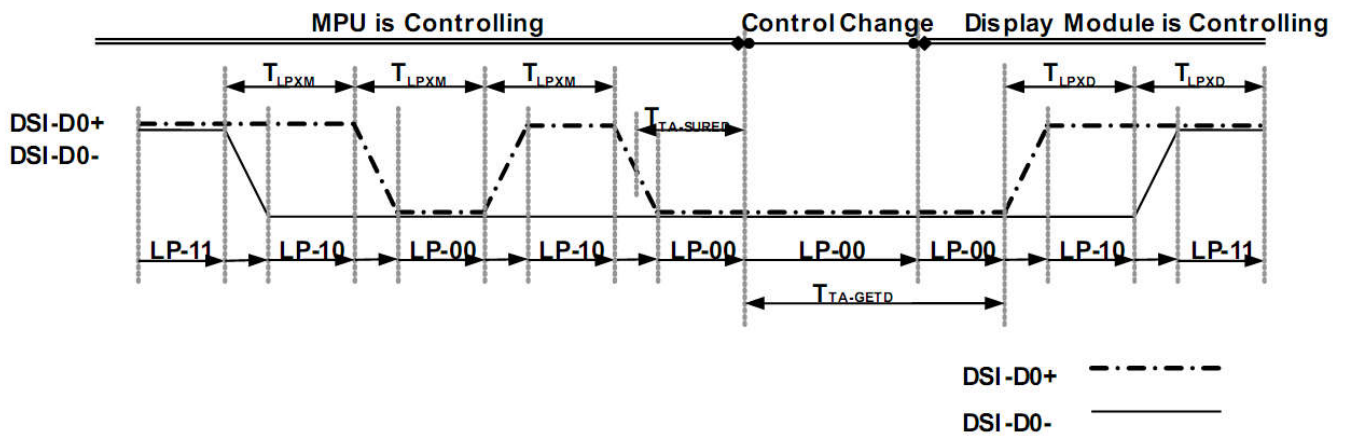 MPU is Controlling Control Change Display Module is Controlling
TLPXM TLPXM TLPXM TLPXD TLPXD
DSI-D0+ TTA-SURED
DSI-D0-
LP-11 LP-10 LP-00 LP-10 LP-00 LP-00 LP-00 LP-10 LP-11
TTA-GETD
DSI-D0+
DSI-D0-